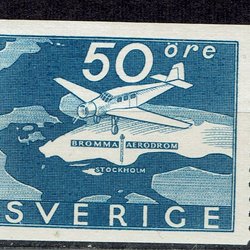 50 öre
BROMMA AERODROM
STOCKHOLM
SVERIGE